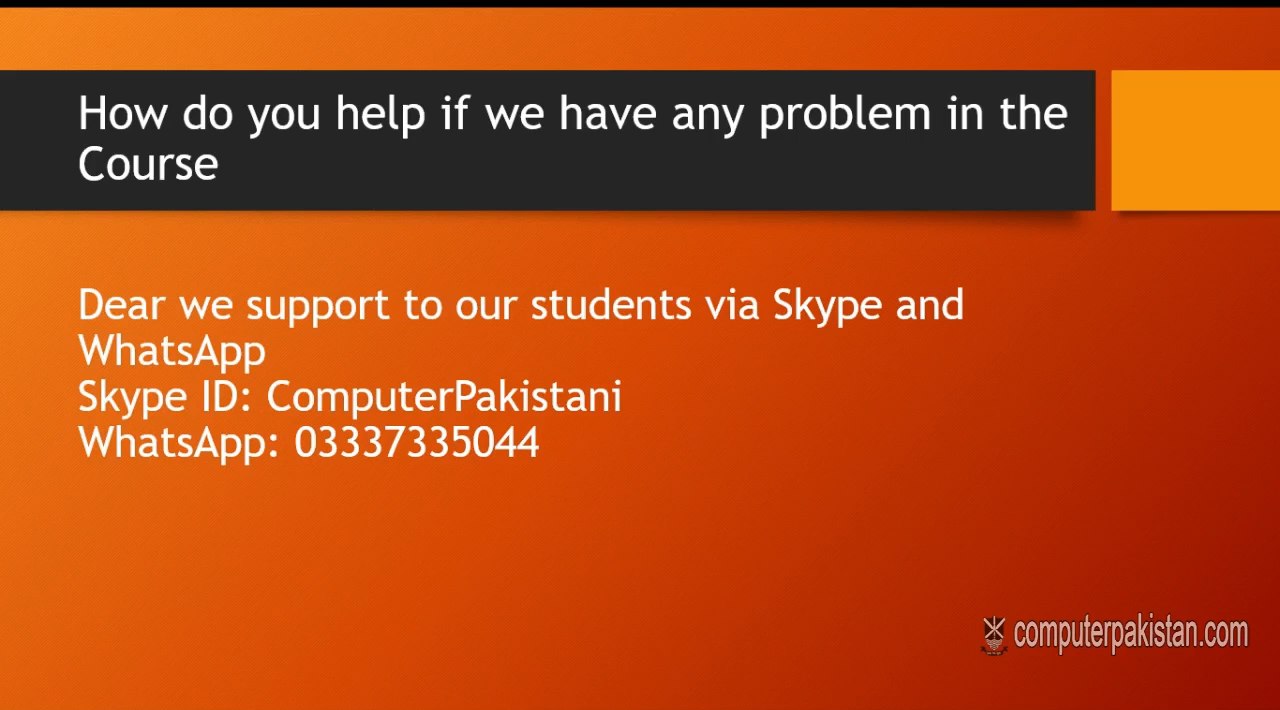 How do you help if we have any problem in the
Course
Dear we support to our students via Skype and
WhatsApp
Skype ID: ComputerPakistani
WhatsApp: 03337335044
computerpakistan.com